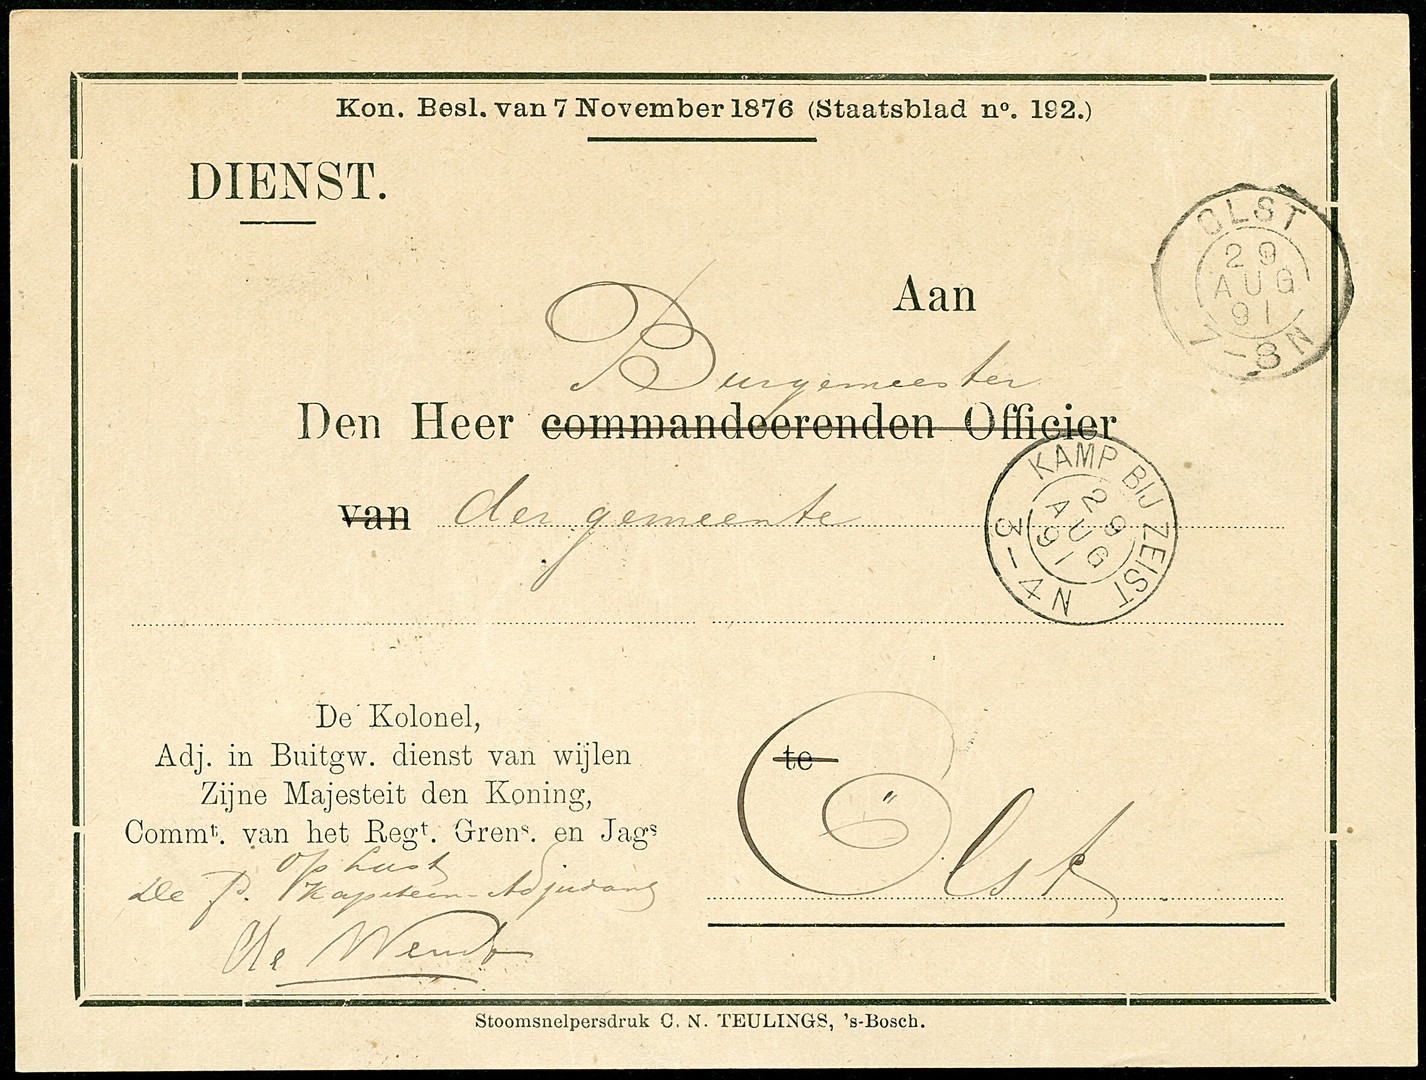 Kon. Besl. van 7 November 1876 (Staatsblad nº. 192.)
DIENST.
OLST
29
AUG
91
7-8N
Aan
Burgemeester
Den Heer commandeerenden Officier
van der gemeente
KAMP BIJ ZEIST
29
AUG
91
3-4N
te
Olst
De Kolonel,
Adj. in Buitgw. dienst van wijlen
Zijne Majesteit den Koning,
Commᵗ. van het Regᵗ. Grenˢ. en Jagˢ
Op last
De Kapitein-Adjudant
Stoomsnelpersdruk C. N. TEULINGS, 's-Bosch.